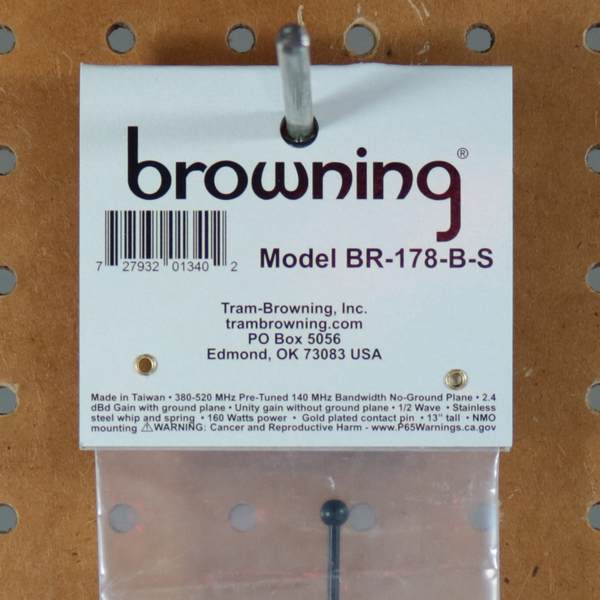 browning®
7 27932 01340 2
Model BR-178-B-S
Tram-Browning, Inc.
trambrowning.com
PO Box 5056
Edmond, OK 73083 USA
Made in Taiwan • 380-520 MHz Pre-Tuned 140 MHz Bandwidth No-Ground Plane • 2.4
dBd Gain with ground plane • Unity gain without ground plane • 1/2 Wave • Stainless
steel whip and spring • 160 Watts power • Gold plated contact pin • 13" tall • NMO
mounting ⚠WARNING: Cancer and Reproductive Harm - www.P65Warnings.ca.gov